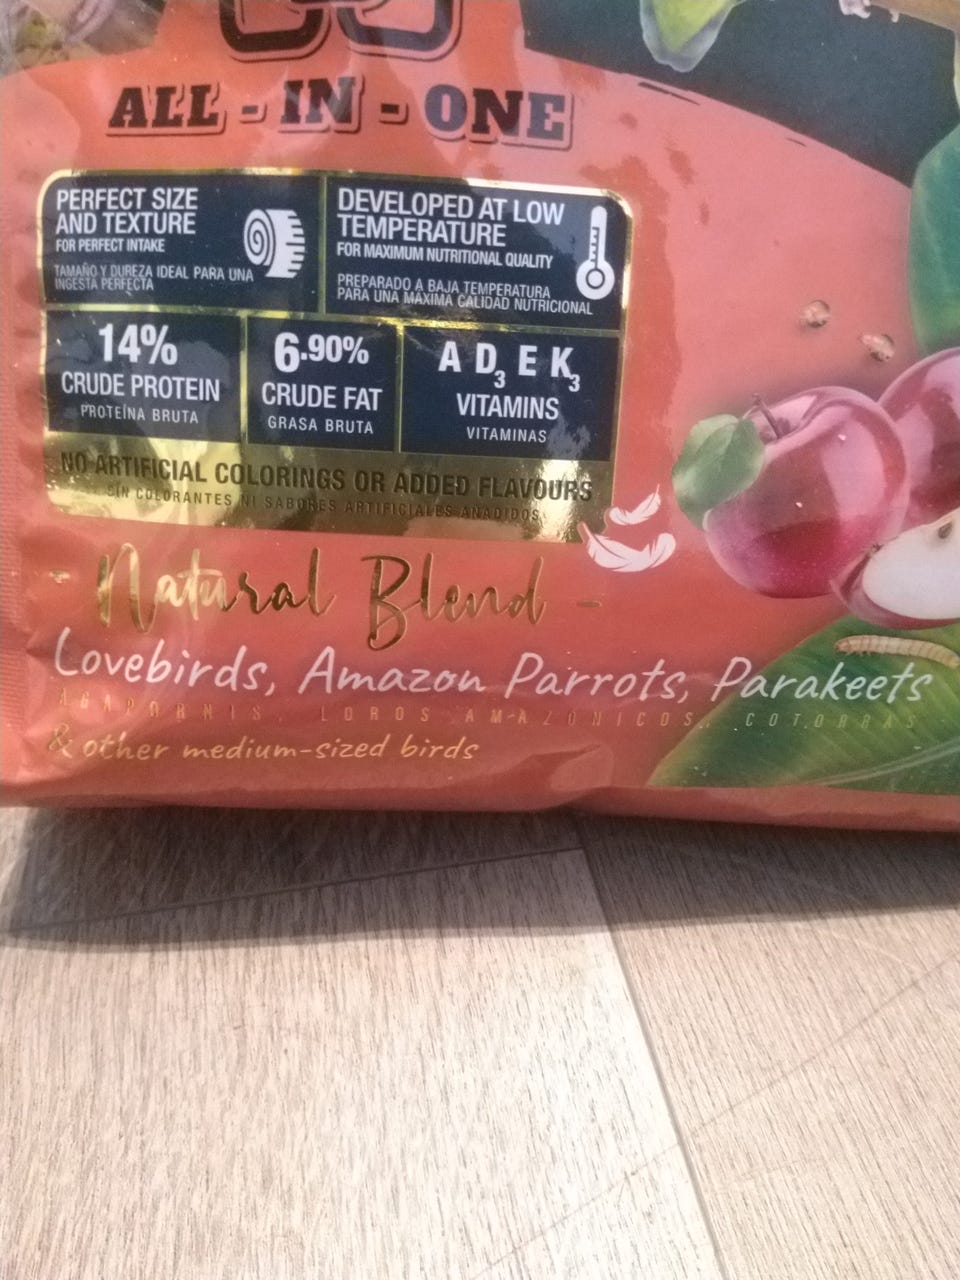 ALL - IN - ONE
PERFECT SIZE
AND TEXTURE
FOR PERFECT INTAKE
TAMAÑO Y DUREZA IDEAL PARA UNA
INGESTA PERFECTA
DEVELOPED AT LOW
TEMPERATURE
FOR MAXIMUM NUTRITIONAL QUALITY
PREPARADO A BAJA TEMPERATURA
PARA UNA MÁXIMA CALIDAD NUTRICIONAL
14%
CRUDE PROTEIN
PROTEÍNA BRUTA
6.90%
CRUDE FAT
GRASA BRUTA
A D3 E K3
VITAMINS
VITAMINAS
NO ARTIFICIAL COLORINGS OR ADDED FLAVOURS
SIN COLORANTES NI SABORES ARTIFICIALES AÑADIDOS
- Natural Blend -
Lovebirds, Amazon Parrots, Parakeets
AGAPORNIS, LOROS AMAZÓNICOS, COTORRAS
& other medium-sized birds